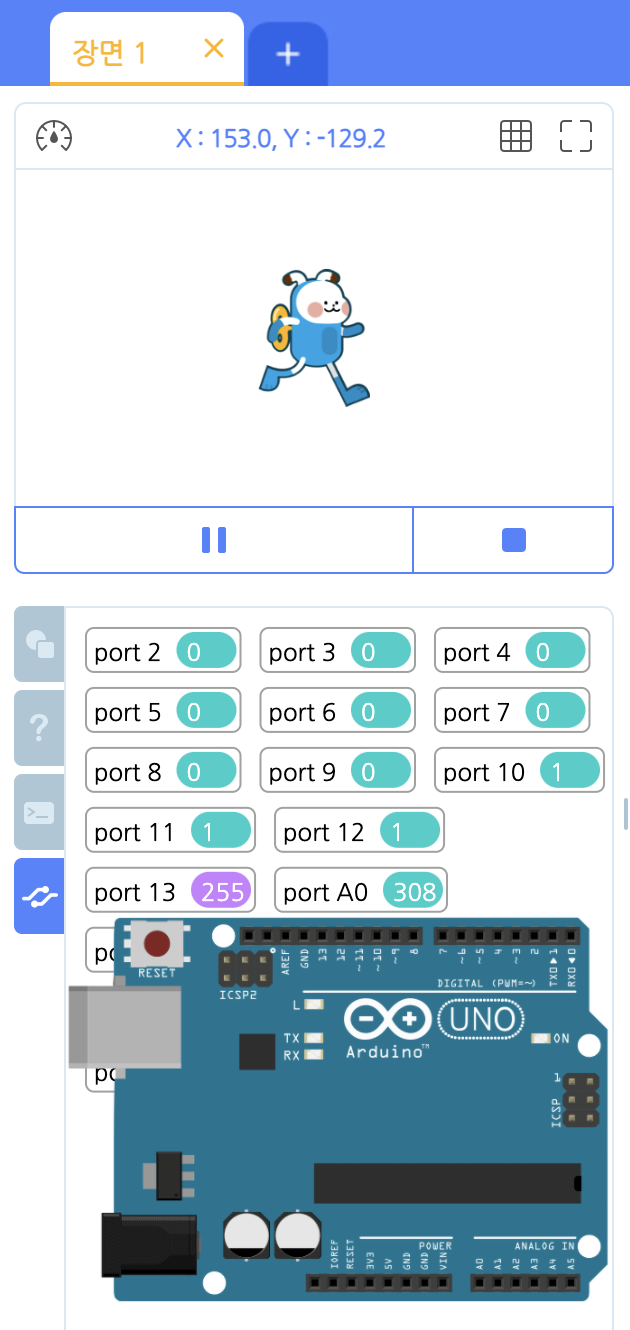 장면 1
X : 153.0, Y : -129.2
port 2 0 port 3 0 port 4 0
port 5 0 port 6 0 port 7 0
port 8 0 port 9 0 port 10 1
port 11 1 port 12 1
port 13 255 port A0 308
RESET
ICSP2
AREF GND 13 12 ~11 ~10 ~9 8 7 ~6 ~5 4 ~3 2 TXD▶1 RXD◀0
DIGITAL (PWM=~)
L
TX
RX
Arduino™
UNO
ON
1
ICSP
POWER
ANALOG IN
IOREF RESET 3V3 5V GND GND VIN A0 A1 A2 A3 A4 A5